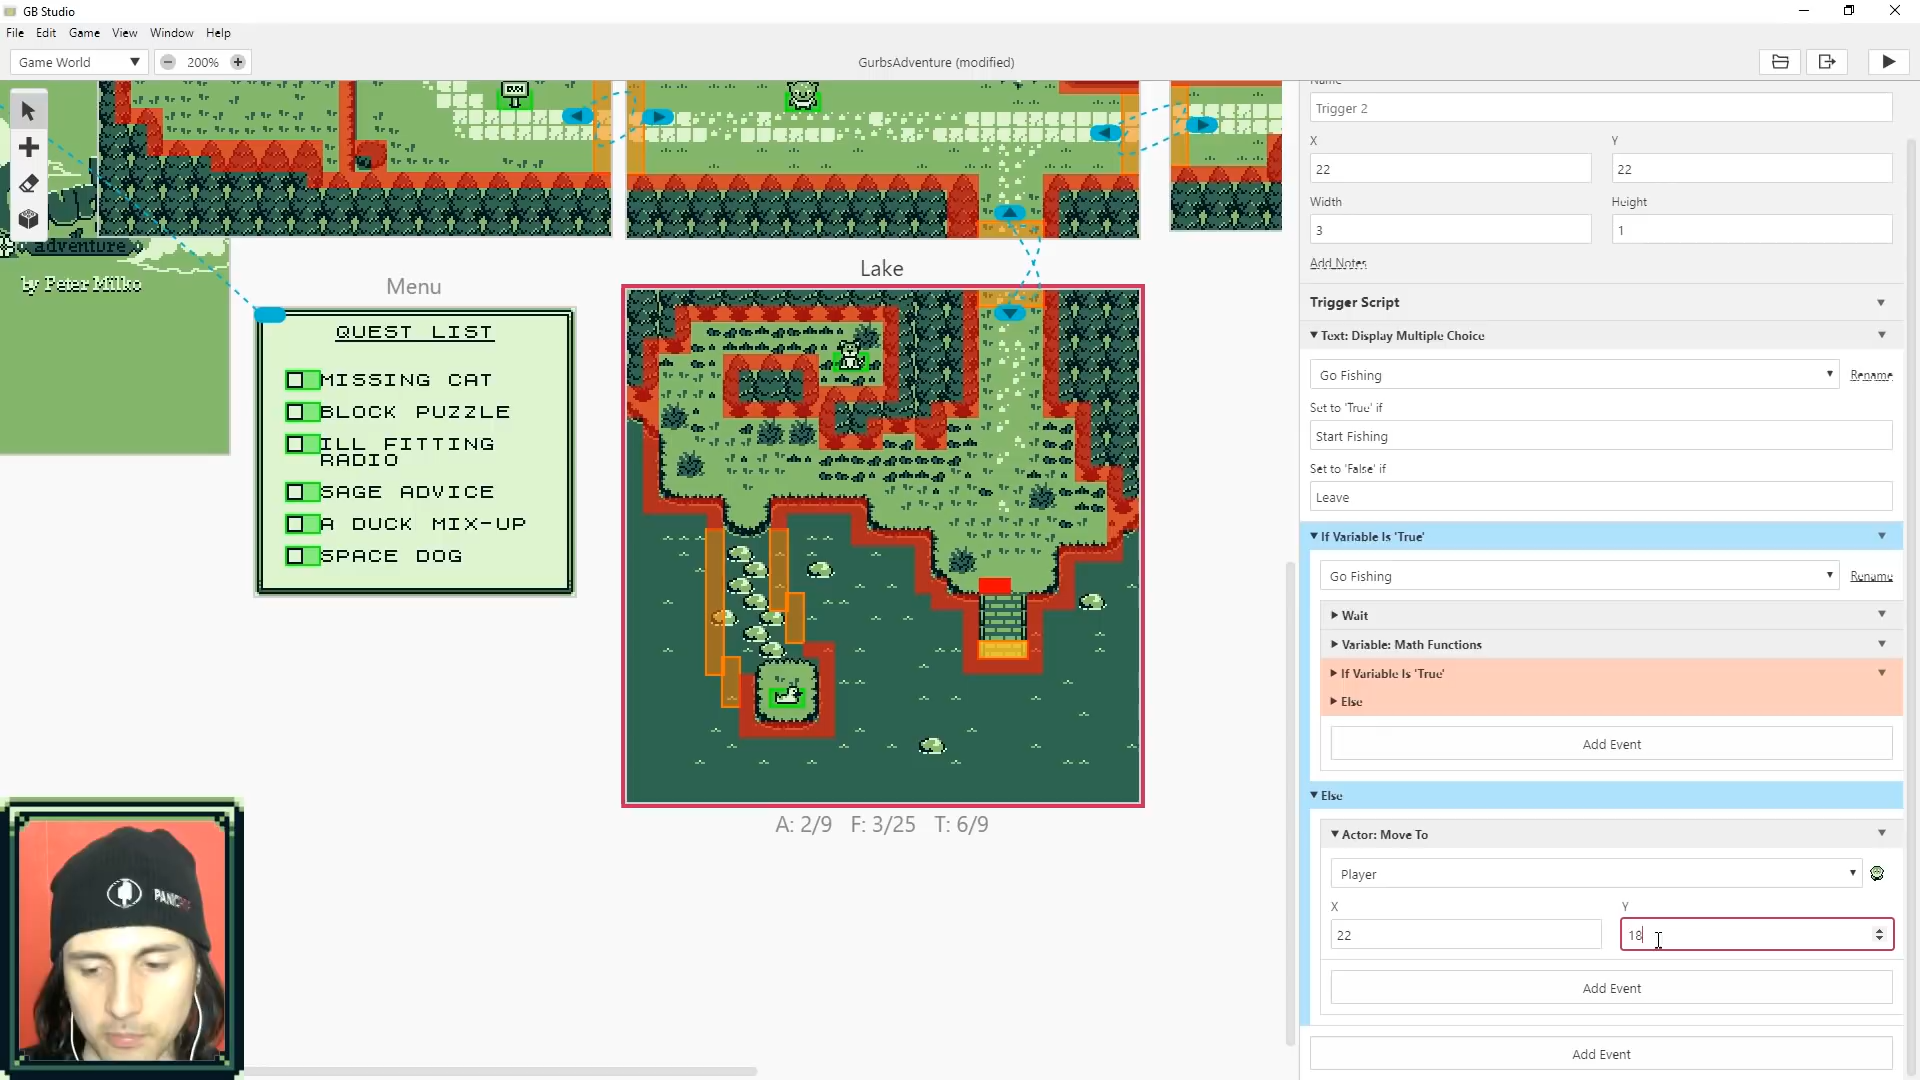 GB Studio
File Edit Game View Window Help
Game World 200% GurbsAdventure (modified)
Name
Trigger 2
X Y
22 22
Width Height
3 1
Add Notes
Trigger Script
Text: Display Multiple Choice
Go Fishing Rename
Set to 'True' if
Start Fishing
Set to 'False' if
Leave
If Variable Is 'True'
Go Fishing Rename
Wait
Variable: Math Functions
If Variable Is 'True'
Else
Add Event
Else
Actor: Move To
Player
X Y
22 18
Add Event
Add Event
adventure
by Peter Milko
Menu
QUEST LIST
MISSING CAT
BLOCK PUZZLE
ILL FITTING
RADIO
SAGE ADVICE
A DUCK MIX-UP
SPACE DOG
Lake
A: 2/9 F: 3/25 T: 6/9